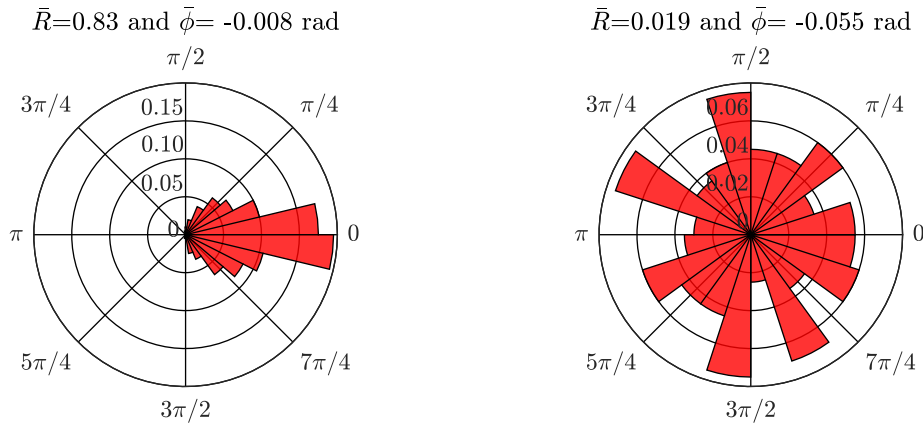 R̄=0.83 and ϕ̄= -0.008 rad
π/2
3π/4
π/4
0.15
0.10
0.05
0
π
0
5π/4
7π/4
3π/2
R̄=0.019 and ϕ̄= -0.055 rad
π/2
3π/4
π/4
0.06
0.04
0.02
0
π
0
5π/4
7π/4
3π/2